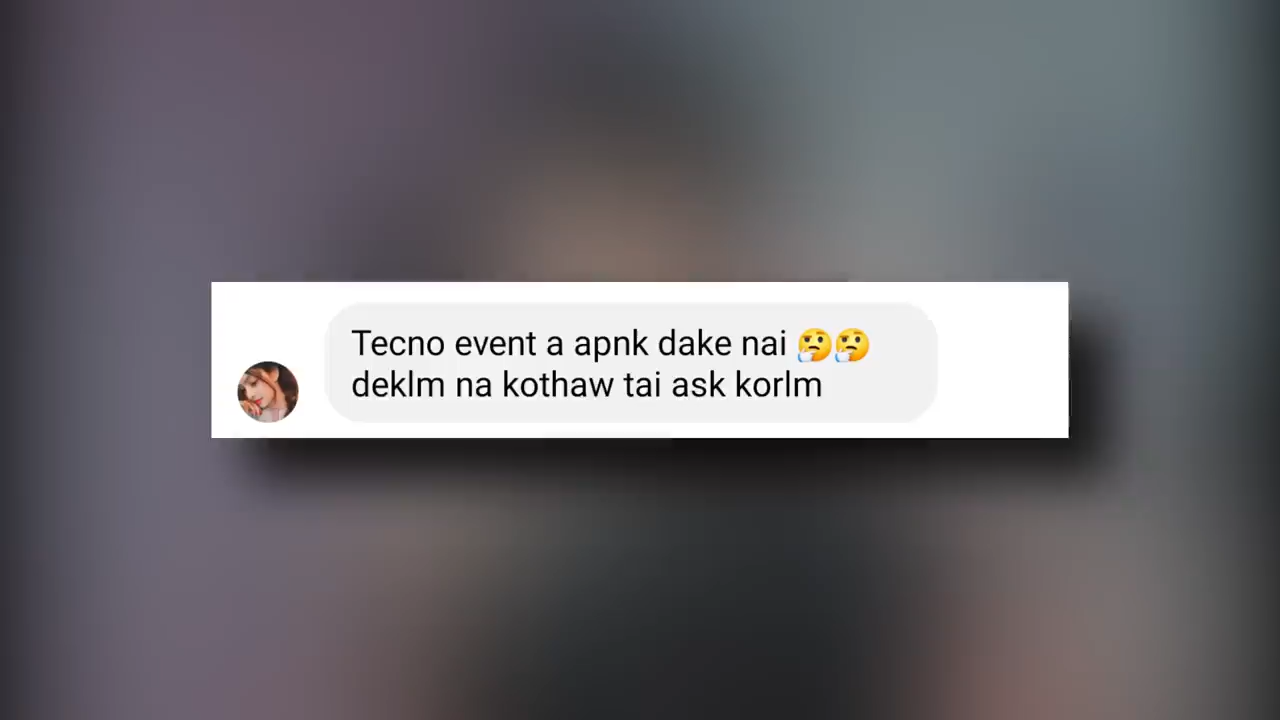 Tecno event a apnk dake nai 🤔🤔
deklm na kothaw tai ask korlm